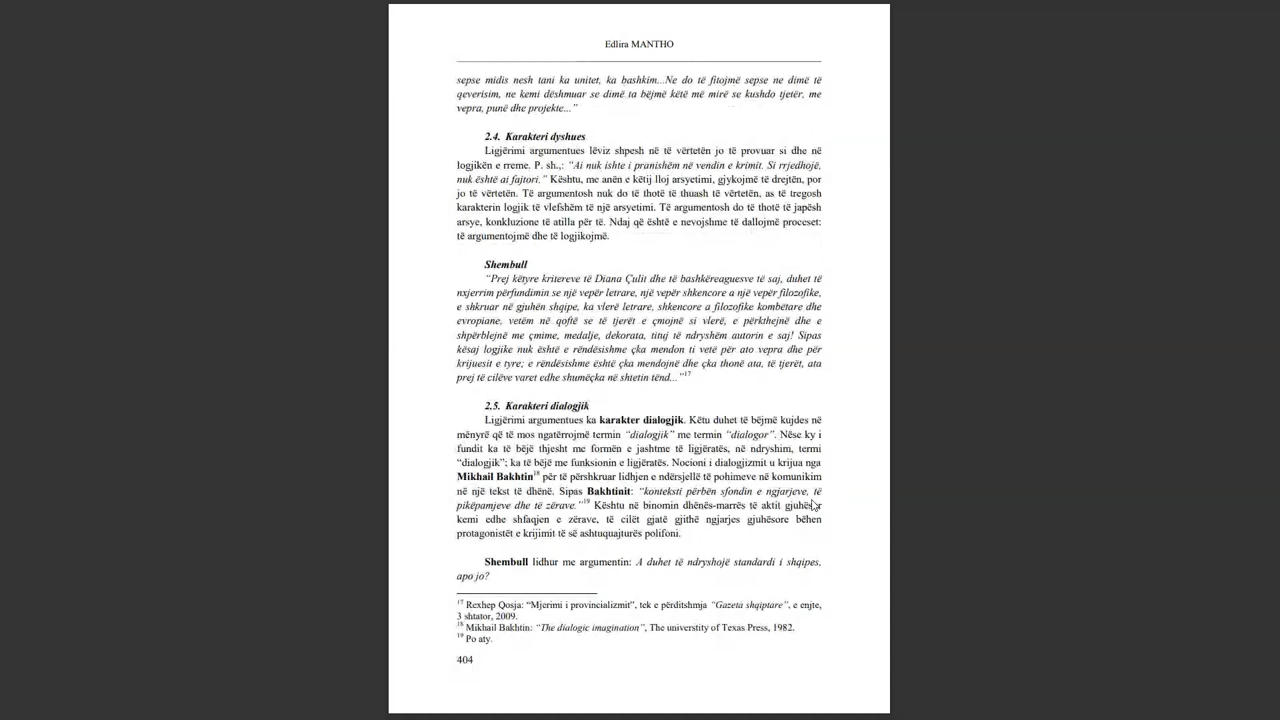 Edlira MANTHO
sepse midis nesh tani ka unitet, ka bashkim...Ne do të fitojmë sepse ne dimë të
qeverisim, ne kemi dëshmuar se dimë ta bëjmë këtë më mirë se kushdo tjetër, me
vepra, punë dhe projekte...”
2.4. Karakteri dyshues
Ligjërimi argumentues lëviz shpesh në të vërtetën jo të provuar si dhe në
logjikën e rreme. P. sh.,: “Ai nuk ishte i pranishëm në vendin e krimit. Si rrjedhojë,
nuk është ai fajtori.” Kështu, me anën e këtij lloj arsyetimi, gjykojmë të drejtën, por
jo të vërtetën. Të argumentosh nuk do të thotë të thuash të vërtetën, as të tregosh
karakterin logjik të vlefshëm të një arsyetimi. Të argumentosh do të thotë të japësh
arsye, konkluzione të atilla për të. Ndaj që është e nevojshme të dallojmë proceset:
të argumentojmë dhe të logjikojmë.
Shembull
“Prej këtyre kritereve të Diana Çulit dhe të bashkëreaguesve të saj, duhet të
nxjerrim përfundimin se një vepër letrare, një vepër shkencore a një vepër filozofike,
e shkruar në gjuhën shqipe, ka vlerë letrare, shkencore a filozofike kombëtare dhe
evropiane, vetëm në qoftë se të tjerët e çmojnë si vlerë, e përkthejnë dhe e
shpërblejnë me çmime, medalje, dekorata, tituj të ndryshëm autorin e saj! Sipas
kësaj logjike nuk është e rëndësishme çka mendon ti vetë për ato vepra dhe për
krijuesit e tyre; e rëndësishme është çka mendojnë dhe çka thonë ata, të tjerët, ata
prej të cilëve varet edhe shumëçka në shtetin tënd...”17
2.5. Karakteri dialogjik
Ligjërimi argumentues ka karakter dialogjik. Këtu duhet të bëjmë kujdes në
mënyrë që të mos ngatërrojmë termin “dialogjik” me termin “dialogor”. Nëse ky i
fundit ka të bëjë thjesht me formën e jashtme të ligjëratës, në ndryshim, termi
“dialogjik”; ka të bëjë me funksionin e ligjëratës. Nocioni i dialogjizmit u krijua nga
Mikhail Bakhtin18 për të përshkruar lidhjen e ndërsjellë të pohimeve në komunikim
në një tekst të dhënë. Sipas Bakhtinit: “konteksti përbën sfondin e ngjarjeve, të
pikëpamjeve dhe të zërave.”19 Kështu në binomin dhënës-marrës të aktit gjuhësor
kemi edhe shfaqjen e zërave, të cilët gjatë gjithë ngjarjes gjuhësore bëhen
protagonistët e krijimit të së ashtuquajturës polifoni.
Shembull lidhur me argumentin: A duhet të ndryshojë standardi i shqipes,
apo jo?
17 Rexhep Qosja: “Mjerimi i provincializmit”, tek e përditshmja “Gazeta shqiptare”, e enjte,
3 shtator, 2009.
18 Mikhail Bakhtin: “The dialogic imagination”, The universtity of Texas Press, 1982.
19 Po aty.
404